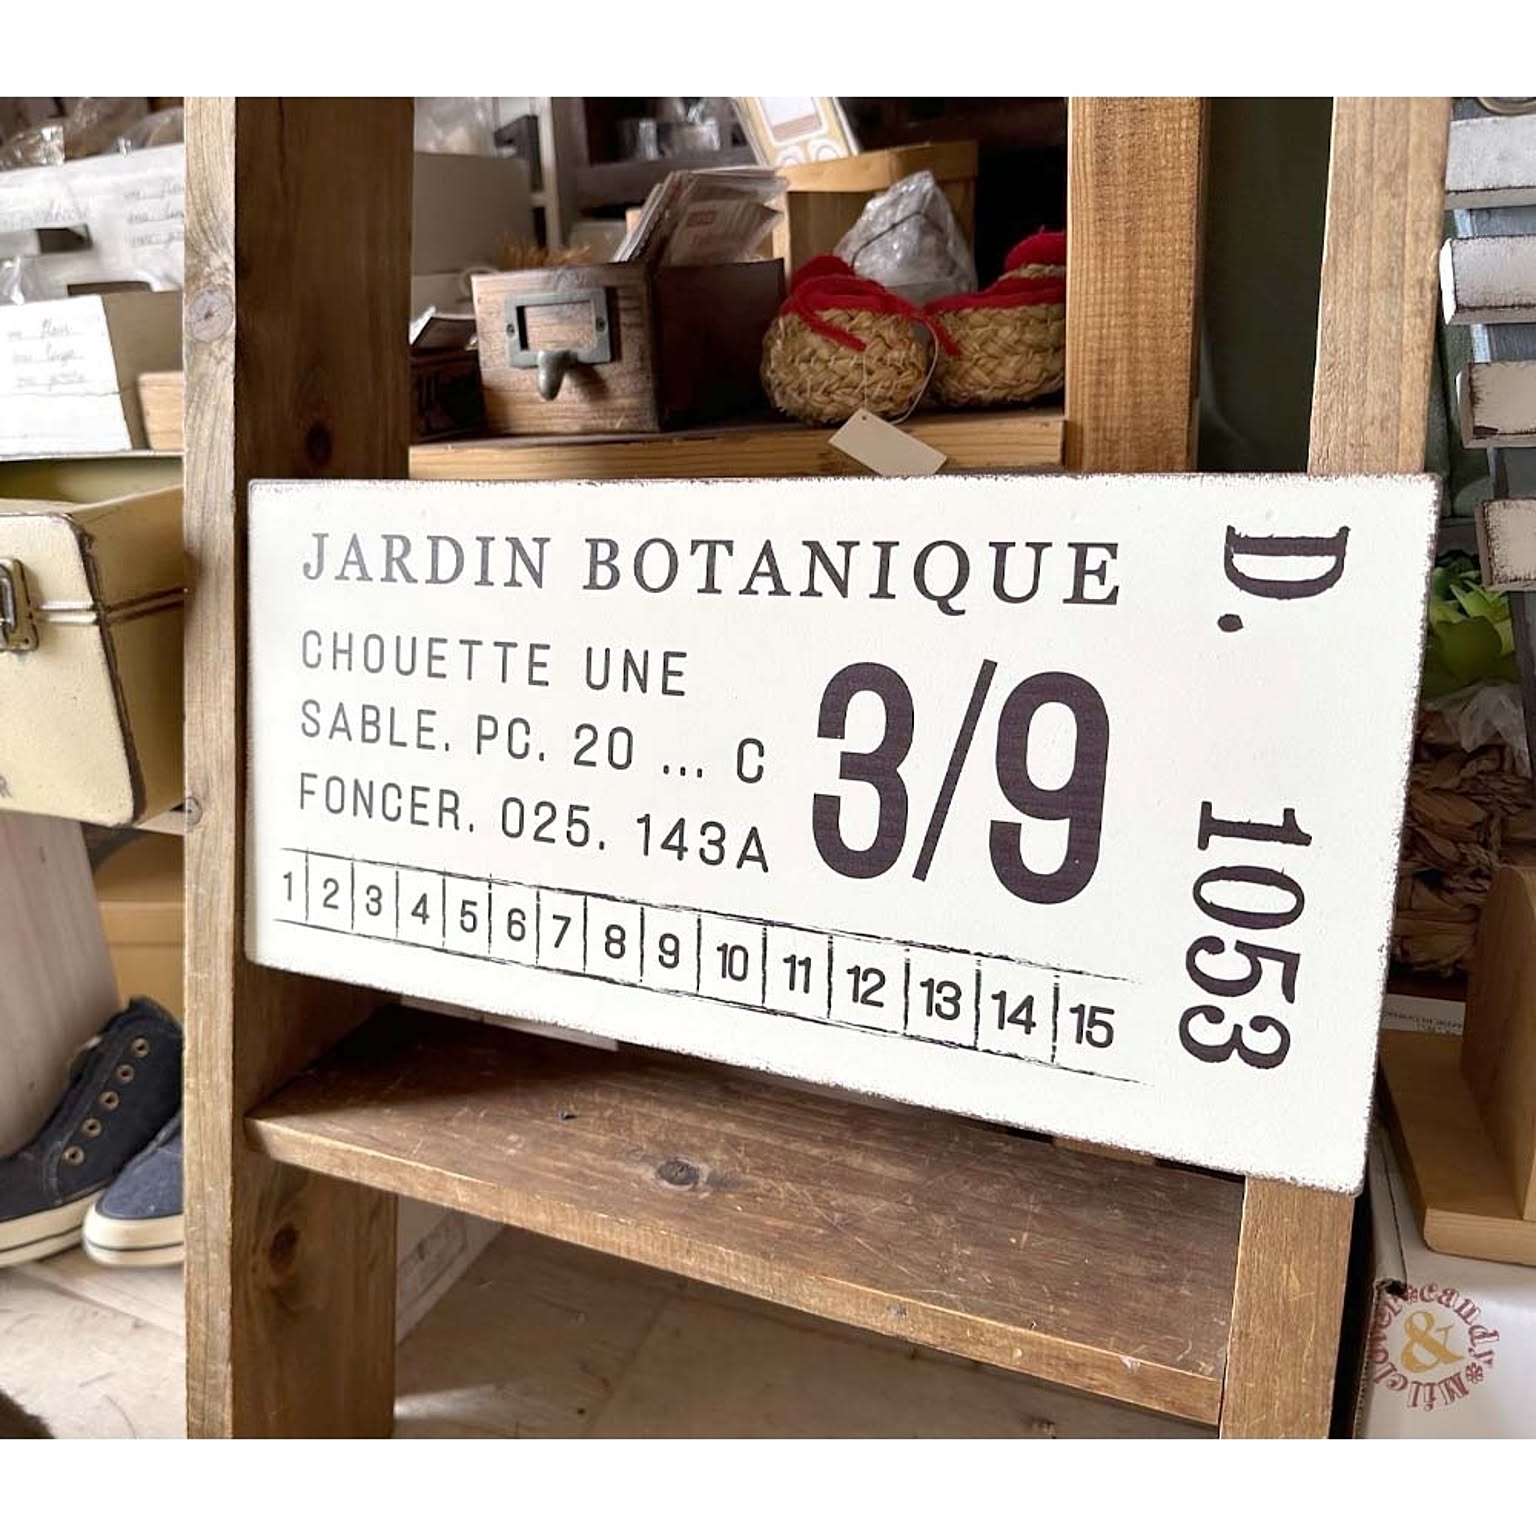 JARDIN BOTANIQUE
CHOUETTE UNE
SABLE. PC. 20 ... C
FONCER. 025. 143A
3/9
1 2 3 4 5 6 7 8 9 10 11 12 13 14 15
D. 1053
candy
&